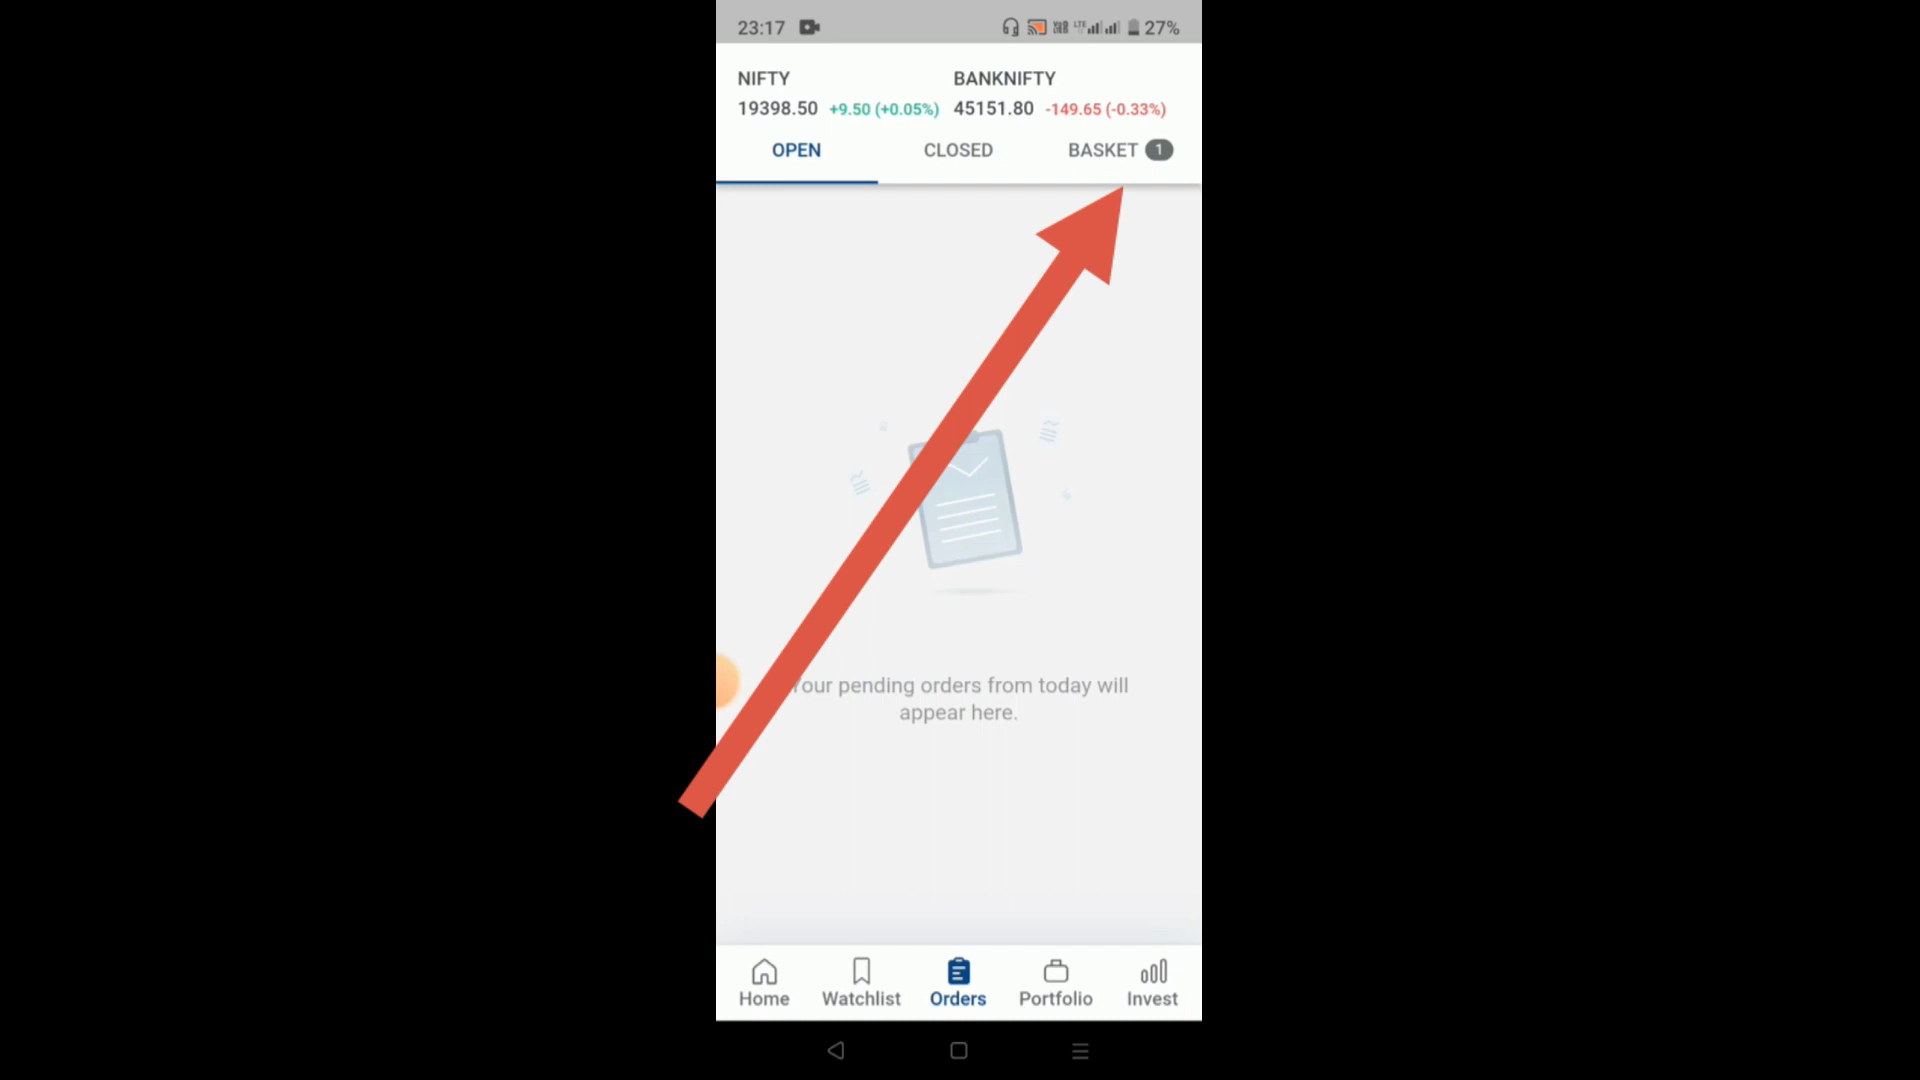 23:17 27%
NIFTY BANKNIFTY
19398.50 +9.50 (+0.05%) 45151.80 -149.65 (-0.33%)
OPEN CLOSED BASKET 1
our pending orders from today will
appear here.
Home Watchlist Orders Portfolio Invest